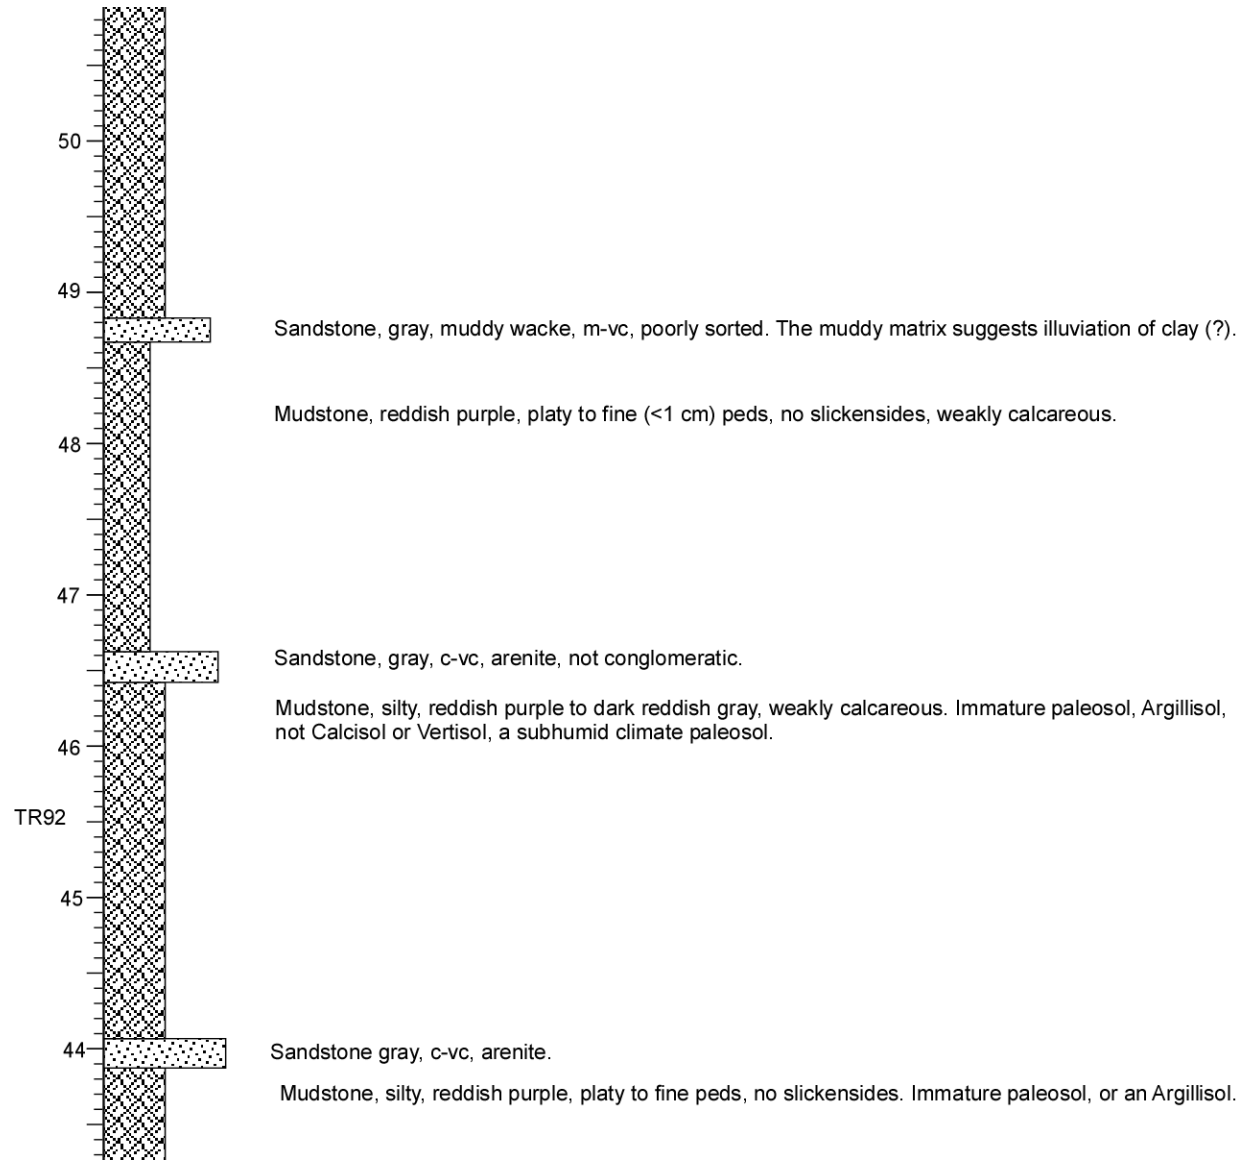 50
49
Sandstone, gray, muddy wacke, m-vc, poorly sorted. The muddy matrix suggests illuviation of clay (?).
Mudstone, reddish purple, platy to fine (<1 cm) peds, no slickensides, weakly calcareous.
48
47
Sandstone, gray, c-vc, arenite, not conglomeratic.
Mudstone, silty, reddish purple to dark reddish gray, weakly calcareous. Immature paleosol, Argillisol,
not Calcisol or Vertisol, a subhumid climate paleosol.
46
TR92
45
44
Sandstone gray, c-vc, arenite.
Mudstone, silty, reddish purple, platy to fine peds, no slickensides. Immature paleosol, or an Argillisol.